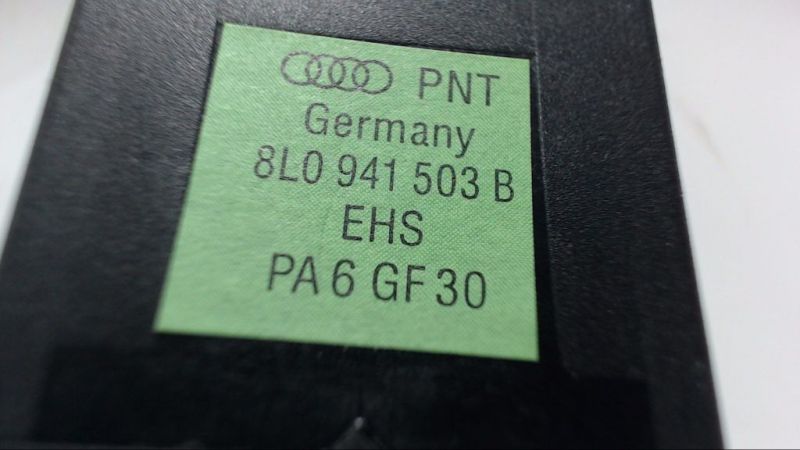 PNT
Germany
8L0 941 503 B
EHS
PA 6 GF 30